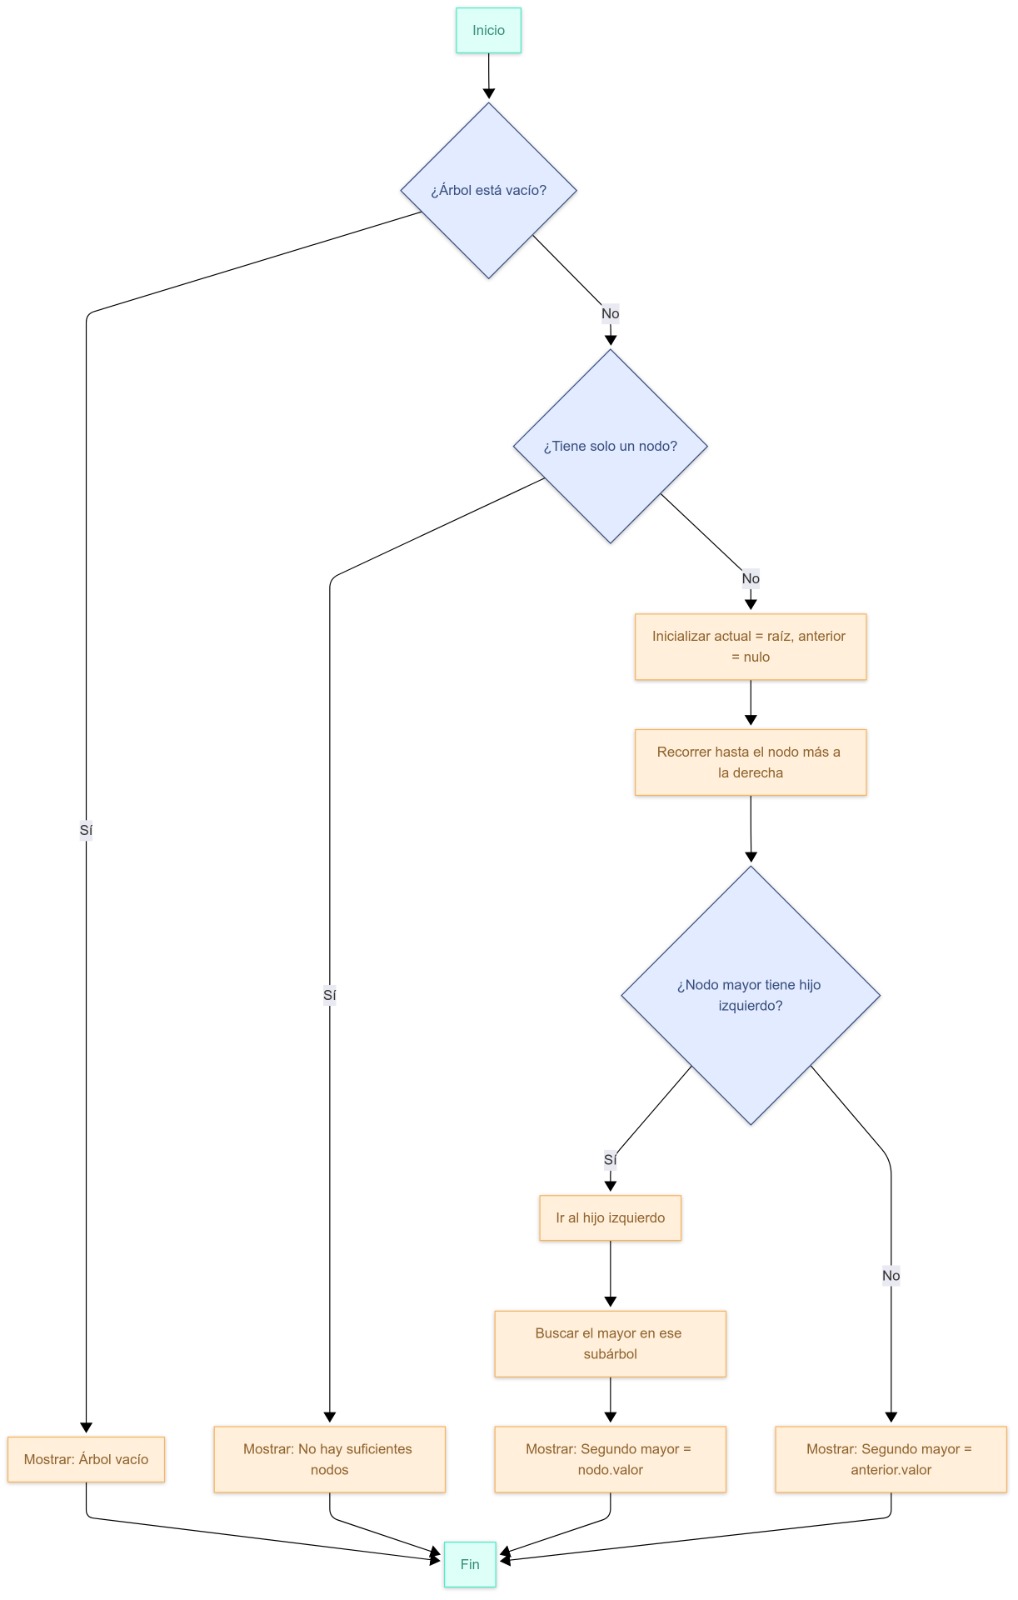 Inicio
¿Árbol está vacío?
No
¿Tiene solo un nodo?
No
Inicializar actual = raíz, anterior
= nulo
Recorrer hasta el nodo más a
la derecha
Sí
¿Nodo mayor tiene hijo
izquierdo?
Sí
Sí
Ir al hijo izquierdo
No
Buscar el mayor en ese
subárbol
Mostrar: Árbol vacío
Mostrar: No hay suficientes
nodos
Mostrar: Segundo mayor =
nodo.valor
Mostrar: Segundo mayor =
anterior.valor
Fin